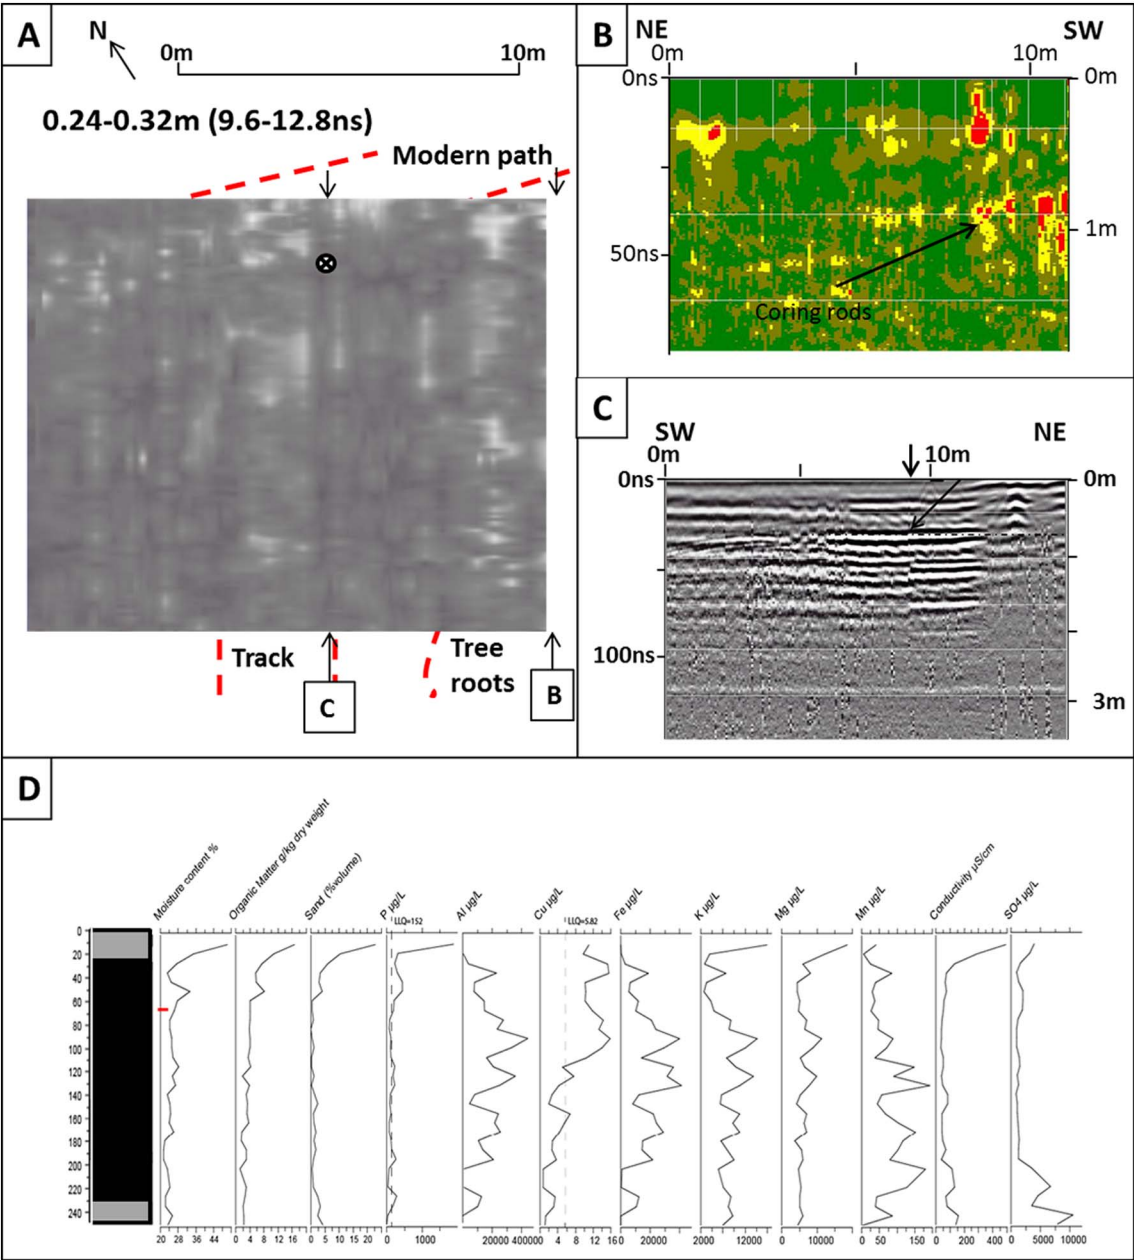 A
N
0m 10m
0.24-0.32m (9.6-12.8ns)
Modern path
Track
C
Tree
roots
B
B
NE SW
0m 10m
0ns 0m
1m
50ns
Coring rods
C
SW NE
0m 10m
0ns 0m
100ns
3m
D
Moisture content %
Organic Matter g/kg dry weight
Sand (%volume)
P µg/L
LLQ=152
Al µg/L
Cu µg/L
LLQ=5.82
Fe µg/L
K µg/L
Mg µg/L
Mn µg/L
Conductivity µS/cm
SO4 µg/L
0
20
40
60
80
100
120
140
160
180
200
220
240
20 28 36 44
0 4 8 12 16
0 5 10 15 20
0 1000
20000 400000
0 4 8 12 16
20000
2000 12000
0 10000
0 50 100 150
0 2 4 6 8
0 5000 10000